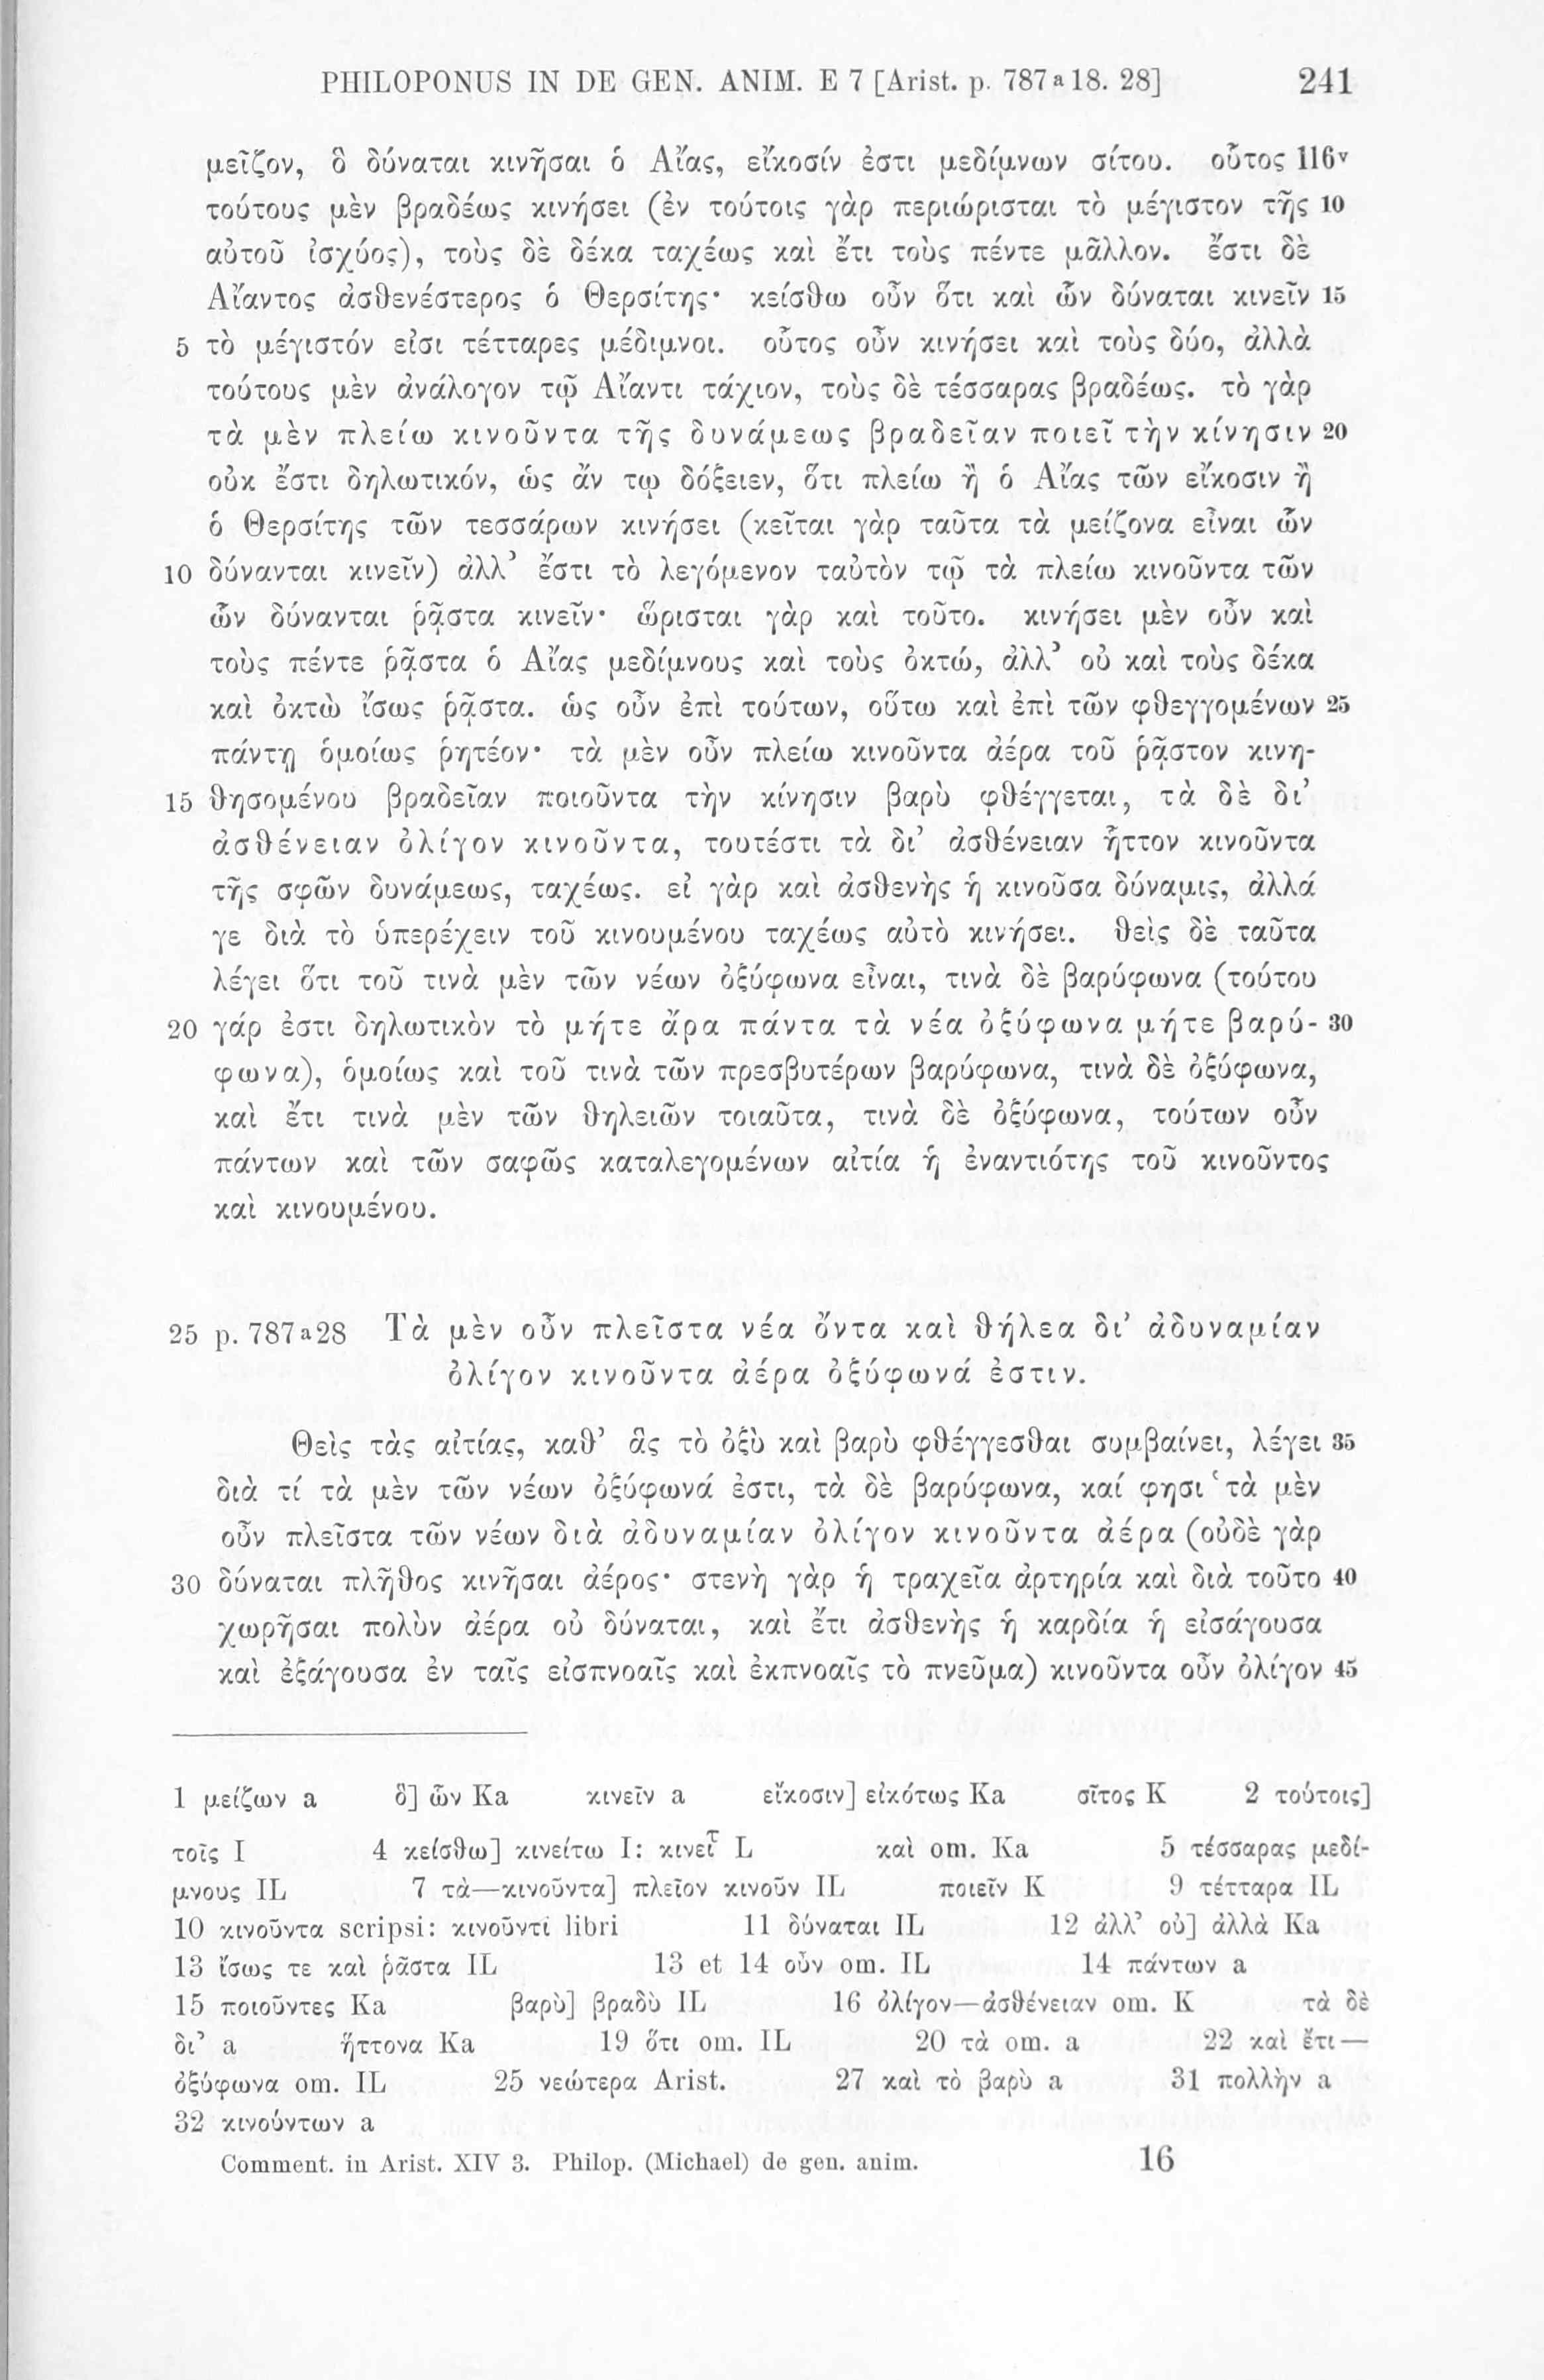 PHILOPONUS IN DE GEN. ANIM. E 7 [Arist. p. 787ª18. 28] 241
μεῖζον, ὃ δύναται κινῆσαι ὁ Αἴας, εἴκοσίν ἐστι μεδίμνων σίτου. οὗτος 116v
τούτους μὲν βραδέως κινήσει (ἐν τούτοις γὰρ περιώρισται τὸ μέγιστον τῆς 10
αὐτοῦ ἰσχύος), τοὺς δὲ δέκα ταχέως καὶ ἔτι τοὺς πέντε μᾶλλον. ἔστι δὲ
Αἴαντος ἀσθενέστερος ὁ Θερσίτης· κείσθω οὖν ὅτι καὶ ὧν δύναται κινεῖν 15
5 τὸ μέγιστόν εἰσι τέτταρες μέδιμνοι. οὗτος οὖν κινήσει καὶ τοὺς δύο, ἀλλὰ
τούτους μὲν ἀνάλογον τῷ Αἴαντι τάχιον, τοὺς δὲ τέσσαρας βραδέως. τὸ γὰρ
τὰ μὲν πλείω κινοῦντα τῆς δυνάμεως βραδεῖαν ποιεῖ τὴν κίνησιν 20
οὐκ ἔστι δηλωτικόν, ὡς ἄν τῳ δόξειεν, ὅτι πλείω ἢ ὁ Αἴας τῶν εἴκοσιν ἢ
ὁ Θερσίτης τῶν τεσσάρων κινήσει (κεῖται γὰρ ταῦτα τὰ μείζονα εἶναι ὧν
10 δύνανται κινεῖν) ἀλλ’ ἔστι τὸ λεγόμενον ταὐτὸν τῷ τὰ πλείω κινοῦντα τῶν
ὧν δύνανται ῥᾷστα κινεῖν· ὥρισται γὰρ καὶ τοῦτο. κινήσει μὲν οὖν καὶ
τοὺς πέντε ῥᾷστα ὁ Αἴας μεδίμνους καὶ τοὺς ὀκτώ, ἀλλ’ οὐ καὶ τοὺς δέκα
καὶ ὀκτὼ ἴσως ῥᾷστα. ὡς οὖν ἐπὶ τούτων, οὕτω καὶ ἐπὶ τῶν φθεγγομένων 25
πάντῃ ὁμοίως ῥητέον· τὰ μὲν οὖν πλείω κινοῦντα ἀέρα τοῦ ῥᾷστον κινη-
15 θησομένου βραδεῖαν ποιοῦντα τὴν κίνησιν βαρὺ φθέγγεται, τὰ δὲ δι’
ἀσθένειαν ὀλίγον κινοῦντα, τουτέστι τὰ δι’ ἀσθένειαν ἧττον κινοῦντα
τῆς σφῶν δυνάμεως, ταχέως. εἰ γὰρ καὶ ἀσθενὴς ἡ κινοῦσα δύναμις, ἀλλά
γε διὰ τὸ ὑπερέχειν τοῦ κινουμένου ταχέως αὐτὸ κινήσει. θεὶς δὲ ταῦτα
λέγει ὅτι τοῦ τινὰ μὲν τῶν νέων ὀξύφωνα εἶναι, τινὰ δὲ βαρύφωνα (τούτου
20 γάρ ἐστι δηλωτικὸν τὸ μήτε ἄρα πάντα τὰ νέα ὀξύφωνα μήτε βαρύ- 30
φωνα), ὁμοίως καὶ τοῦ τινὰ τῶν πρεσβυτέρων βαρύφωνα, τινὰ δὲ ὀξύφωνα,
καὶ ἔτι τινὰ μὲν τῶν θηλειῶν τοιαῦτα, τινὰ δὲ ὀξύφωνα, τούτων οὖν
πάντων καὶ τῶν σαφῶς καταλεγομένων αἰτία ἡ ἐναντιότης τοῦ κινοῦντος
καὶ κινουμένου.
25 p. 787ª28 Τὰ μὲν οὖν πλεῖστα νέα ὄντα καὶ θήλεα δι’ ἀδυναμίαν
ὀλίγον κινοῦντα ἀέρα ὀξύφωνά ἐστιν.
Θεὶς τὰς αἰτίας, καθ’ ἃς τὸ ὀξὺ καὶ βαρὺ φθέγγεσθαι συμβαίνει, λέγει 35
διὰ τί τὰ μὲν τῶν νέων ὀξύφωνά ἐστι, τὰ δὲ βαρύφωνα, καί φησι ‘τὰ μὲν
οὖν πλεῖστα τῶν νέων διὰ ἀδυναμίαν ὀλίγον κινοῦντα ἀέρα (οὐδὲ γὰρ
30 δύναται πλῆθος κινῆσαι ἀέρος· στενὴ γὰρ ἡ τραχεῖα ἀρτηρία καὶ διὰ τοῦτο 40
χωρῆσαι πολὺν ἀέρα οὐ δύναται, καὶ ἔτι ἀσθενὴς ἡ καρδία ἡ εἰσάγουσα
καὶ ἐξάγουσα ἐν ταῖς εἰσπνοαῖς καὶ ἐκπνοαῖς τὸ πνεῦμα) κινοῦντα οὖν ὀλίγον 45
1 μείζων a ὃ] ὧν Ka κινεῖν a εἴκοσιν] εἰκότως Ka σῖτος K 2 τούτοις]
τοῖς I 4 κείσθω] κινείτω I: κινεῖτ L καὶ om. Ka 5 τέσσαρας μεδί-
μνους IL 7 τὰ—κινοῦντα] πλεῖον κινοῦν IL ποιεῖν K 9 τέτταρα IL
10 κινοῦντα scripsi: κινοῦντι libri 11 δύναται IL 12 ἀλλ’ οὐ] ἀλλὰ Ka
13 ἴσως τε καὶ ῥᾶστα IL 13 et 14 οὖν om. IL 14 πάντων a
15 ποιοῦντες Ka βαρὺ] βραδὺ IL 16 ὀλίγον—ἀσθένειαν om. K τὰ δὲ
δι’ a ἥττονα Ka 19 ὅτι om. IL 20 τὰ om. a 22 καὶ ἔτι—
ὀξύφωνα om. IL 25 νεώτερα Arist. 27 καὶ τὸ βαρὺ a 31 πολλὴν a
32 κινούντων a
Comment. in Arist. XIV 3. Philop. (Michael) de gen. anim. 16